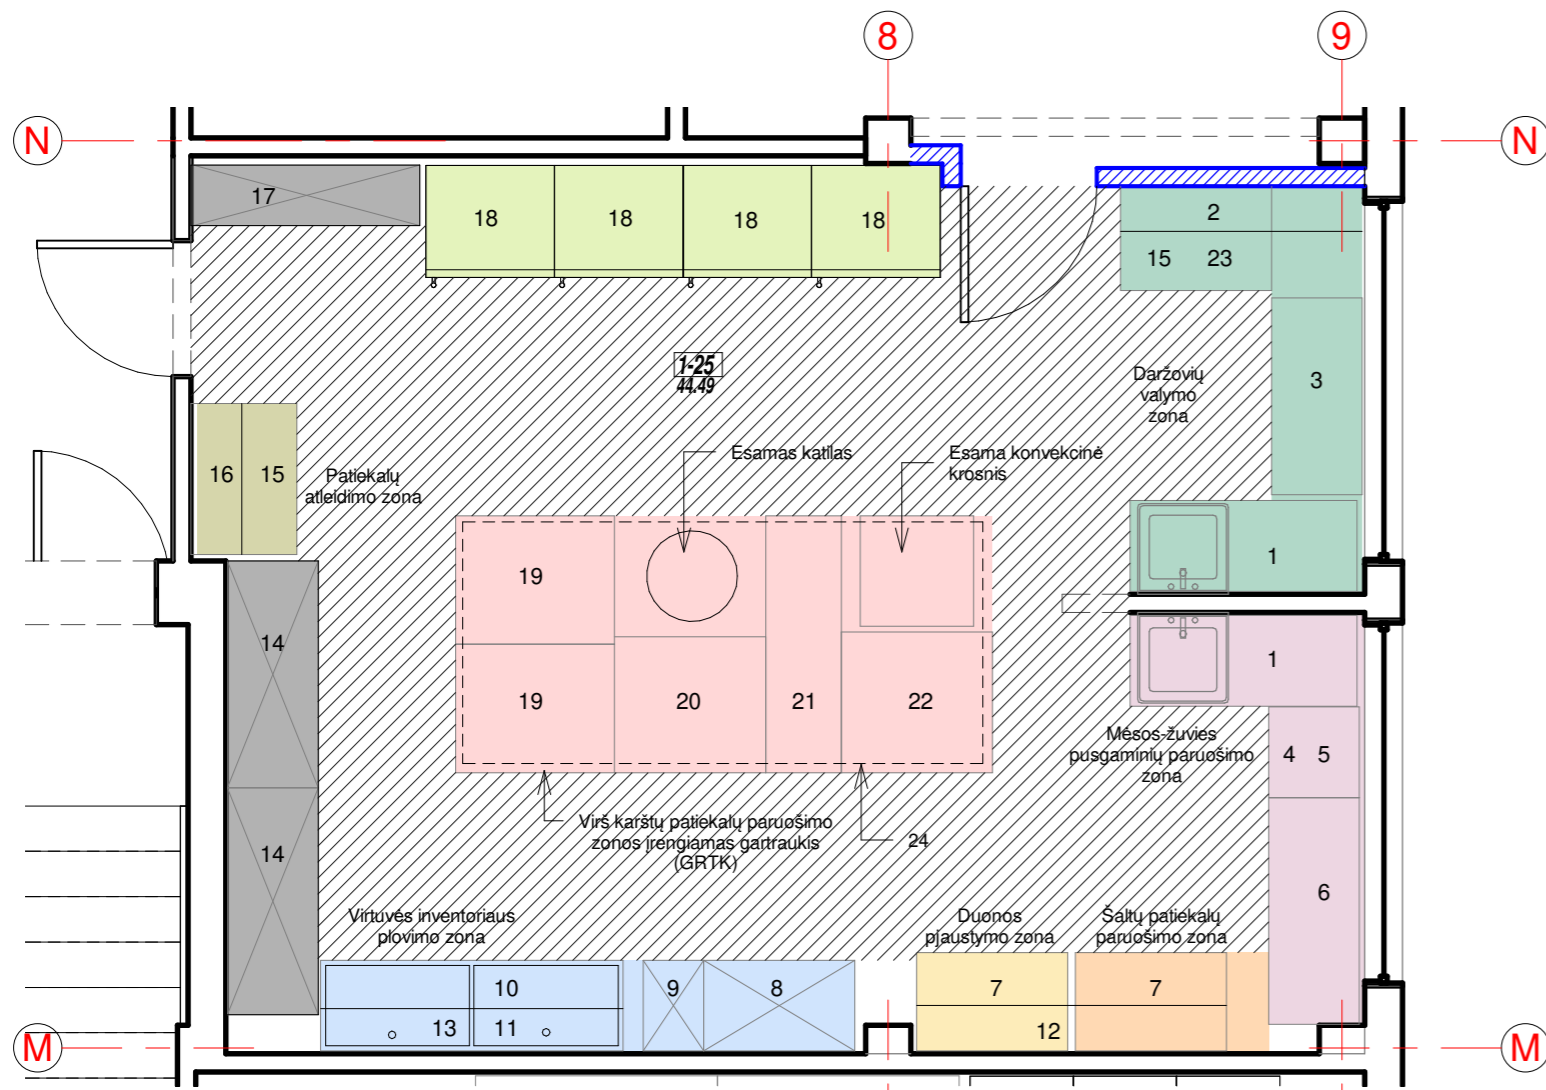 8
9
N
N
17
18
18
18
18
2
15 23
1-25
44.49
Daržovių
valymo
zona
3
Esamas katilas
Esama konvekcinė
krosnis
16 15
Patiekalų
atleidimo zona
19
1
14
1
19
20
21
22
Mėsos-žuvies
pusgaminių paruošimo
zona
4 5
Virš karštų patiekalų paruošimo
zonos įrengiamas gartraukis
(GRTK)
24
14
6
Virtuvės inventoriaus
plovimo zona
Duonos
pjaustymo zona
Šaltų patiekalų
paruošimo zona
10
9
8
7
7
13
11
12
M
M